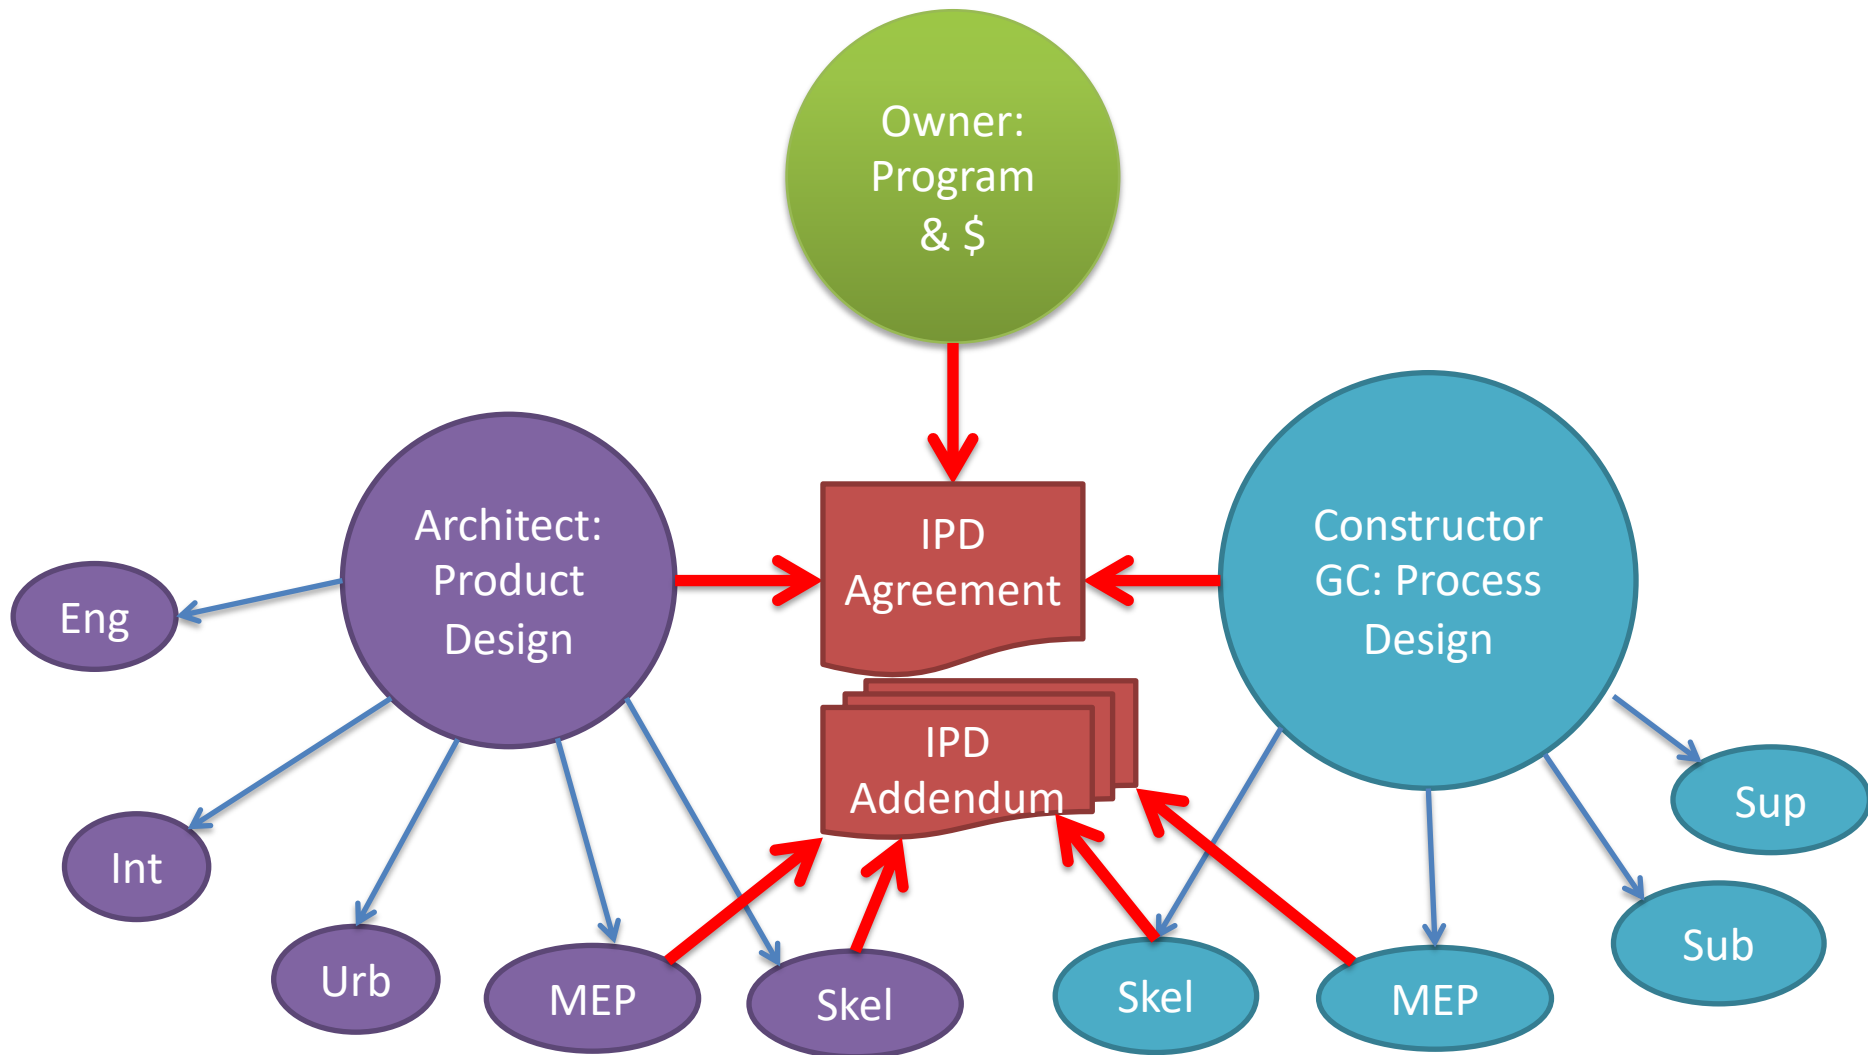 Owner:
Program
& $
Architect:
Product
Design
IPD
Agreement
Constructor
GC: Process
Design
Eng
IPD
Addendum
Sup
Int
Sub
Urb
MEP
Skel
Skel
MEP